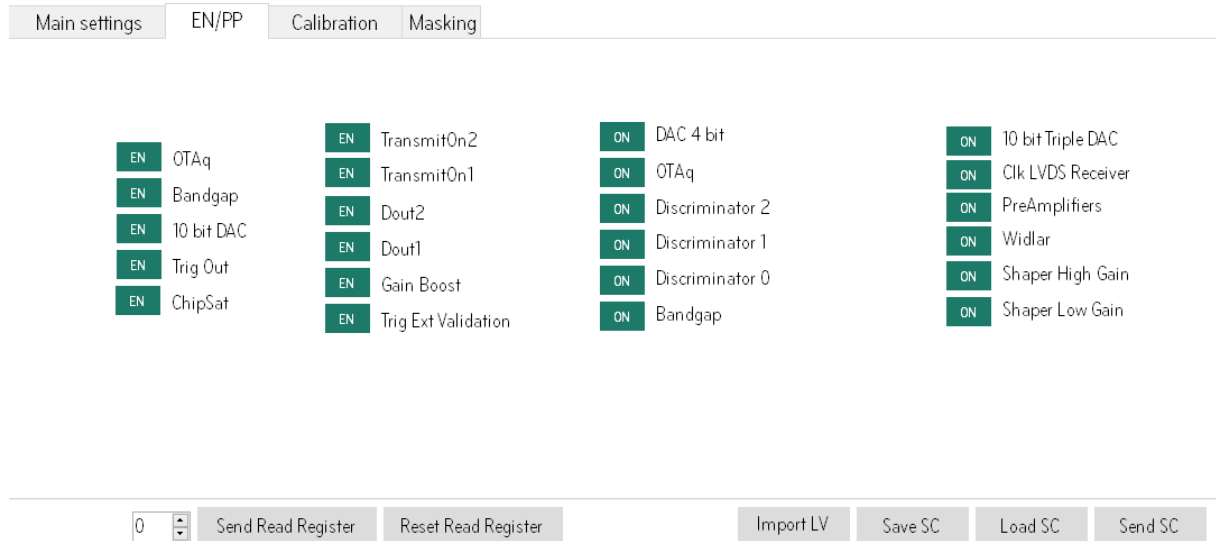 Main settings EN/PP Calibration Masking
EN OTAq
EN Bandgap
EN 10 bit DAC
EN Trig Out
EN ChipSat
EN TransmitOn2
EN TransmitOn1
EN Dout2
EN Dout1
EN Gain Boost
EN Trig Ext Validation
ON DAC 4 bit
ON OTAq
ON Discriminator 2
ON Discriminator 1
ON Discriminator 0
ON Bandgap
ON 10 bit Triple DAC
ON Clk LVDS Receiver
ON PreAmplifiers
ON Widlar
ON Shaper High Gain
ON Shaper Low Gain
0 Send Read Register Reset Read Register Import LV Save SC Load SC Send SC